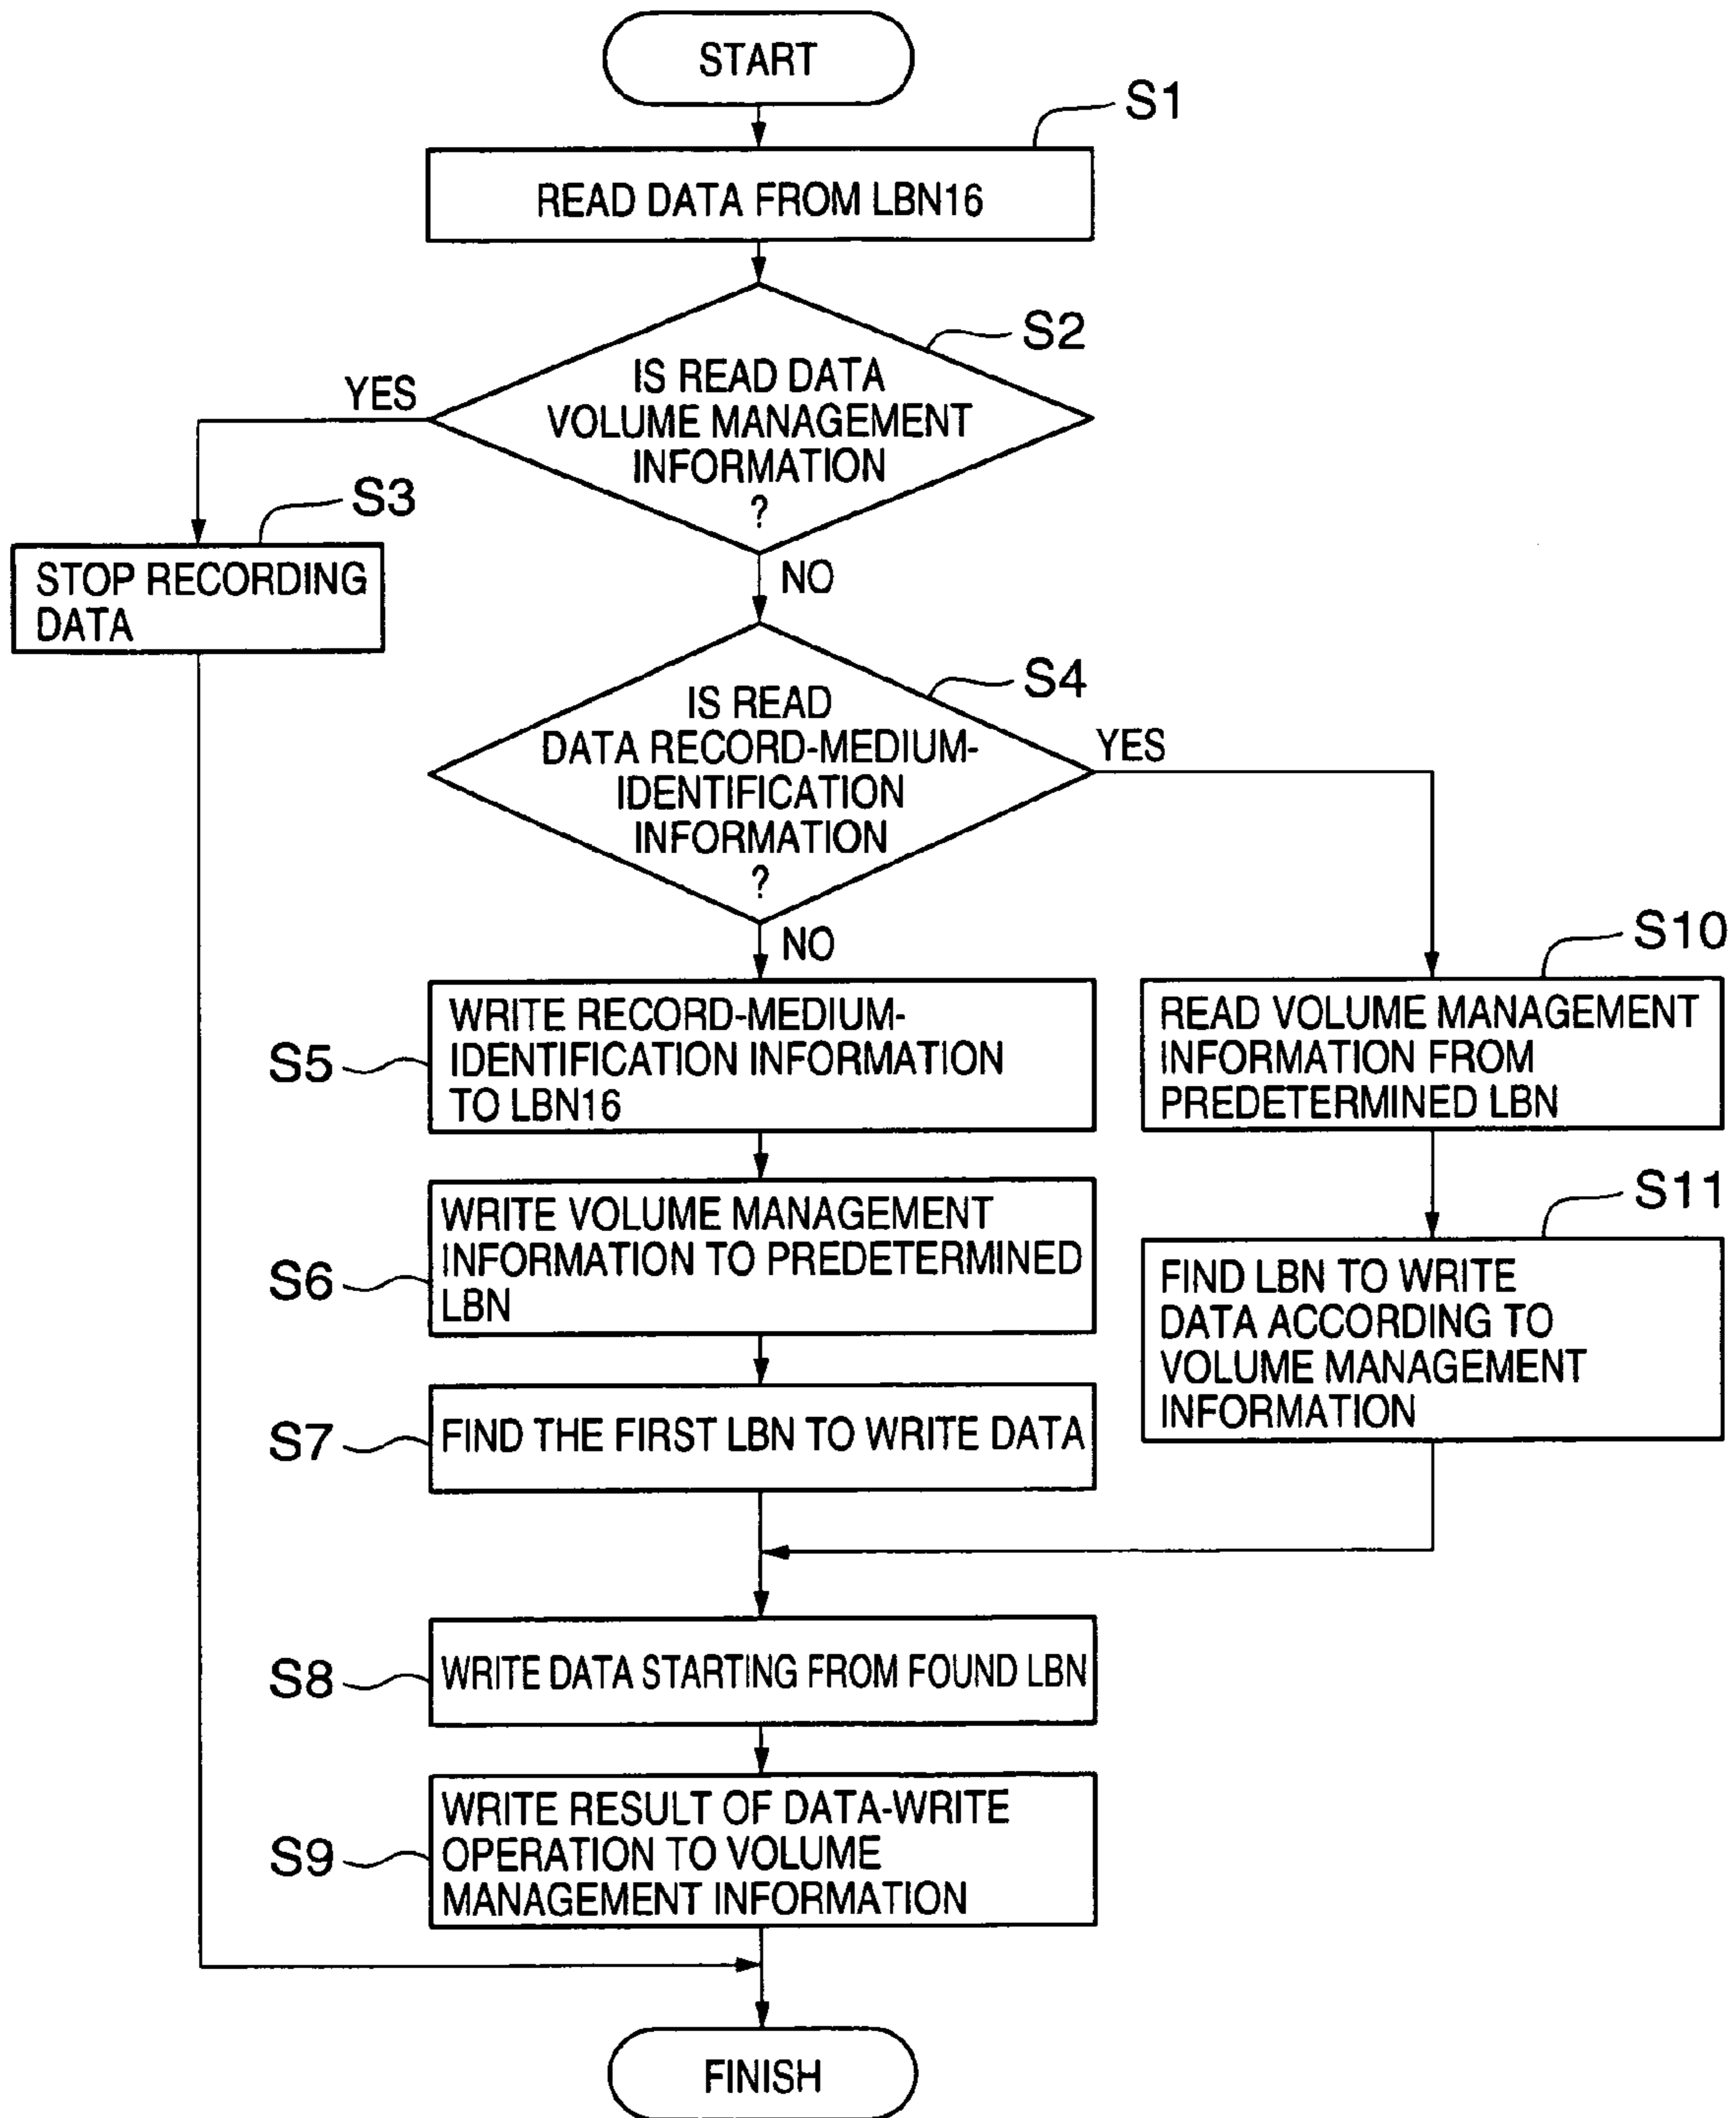 START
S1
READ DATA FROM LBN16
S2
IS READ DATA
VOLUME MANAGEMENT
INFORMATION
?
YES
NO
S3
STOP RECORDING
DATA
S4
IS READ
DATA RECORD-MEDIUM-
IDENTIFICATION
INFORMATION
?
YES
NO
S5
WRITE RECORD-MEDIUM-
IDENTIFICATION INFORMATION
TO LBN16
S10
READ VOLUME MANAGEMENT
INFORMATION FROM
PREDETERMINED LBN
S6
WRITE VOLUME MANAGEMENT
INFORMATION TO PREDETERMINED
LBN
S11
FIND LBN TO WRITE
DATA ACCORDING TO
VOLUME MANAGEMENT
INFORMATION
S7
FIND THE FIRST LBN TO WRITE DATA
S8
WRITE DATA STARTING FROM FOUND LBN
S9
WRITE RESULT OF DATA-WRITE
OPERATION TO VOLUME
MANAGEMENT INFORMATION
FINISH